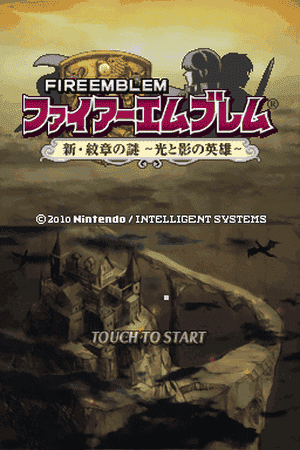 FIREEMBLEM
ファイアーエムブレム®
新・紋章の謎 ～光と影の英雄～
©2010 Nintendo / INTELLIGENT SYSTEMS
TOUCH TO START